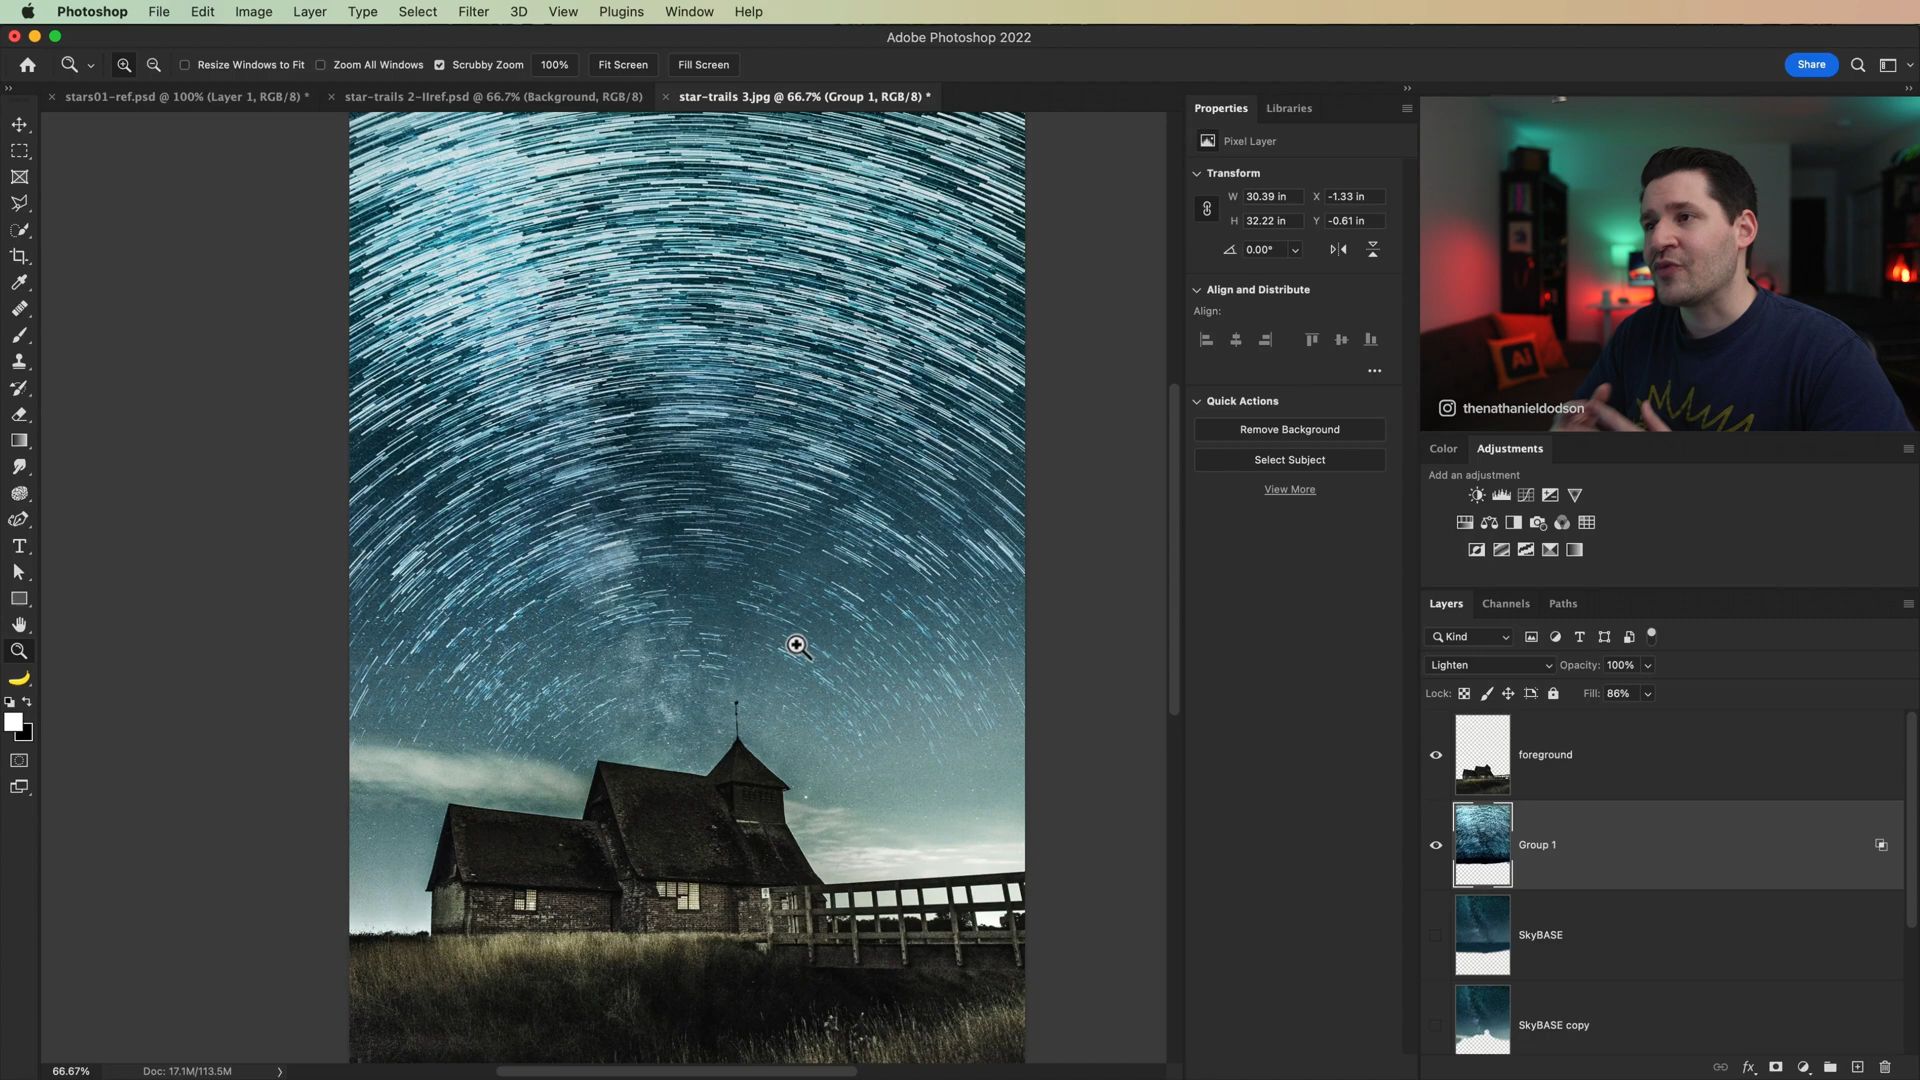 Photoshop File Edit Image Layer Type Select Filter 3D View Plugins Window Help
Adobe Photoshop 2022
Resize Windows to Fit Zoom All Windows Scrubby Zoom 100% Fit Screen Fill Screen Share
stars01-ref.psd @ 100% (Layer 1, RGB/8) * star-trails 2-IIref.psd @ 66.7% (Background, RGB/8) star-trails 3.jpg @ 66.7% (Group 1, RGB/8) *
Properties Libraries
Pixel Layer
Transform
W 30.39 in X -1.33 in
H 32.22 in Y -0.61 in
0.00°
Align and Distribute
Align:
Quick Actions
Remove Background
Select Subject
View More
Ai
thenathanieldodson
Color Adjustments
Add an adjustment
Layers Channels Paths
Kind
Lighten Opacity: 100%
Lock: Fill: 86%
foreground
Group 1
SkyBASE
SkyBASE copy
fx
66.67% Doc: 17.1M/113.5M